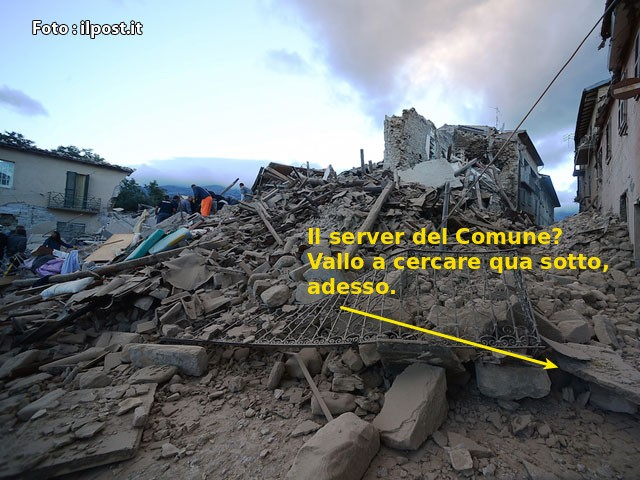 Foto : ilpost.it
Il server del Comune?
Vallo a cercare qua sotto,
adesso.